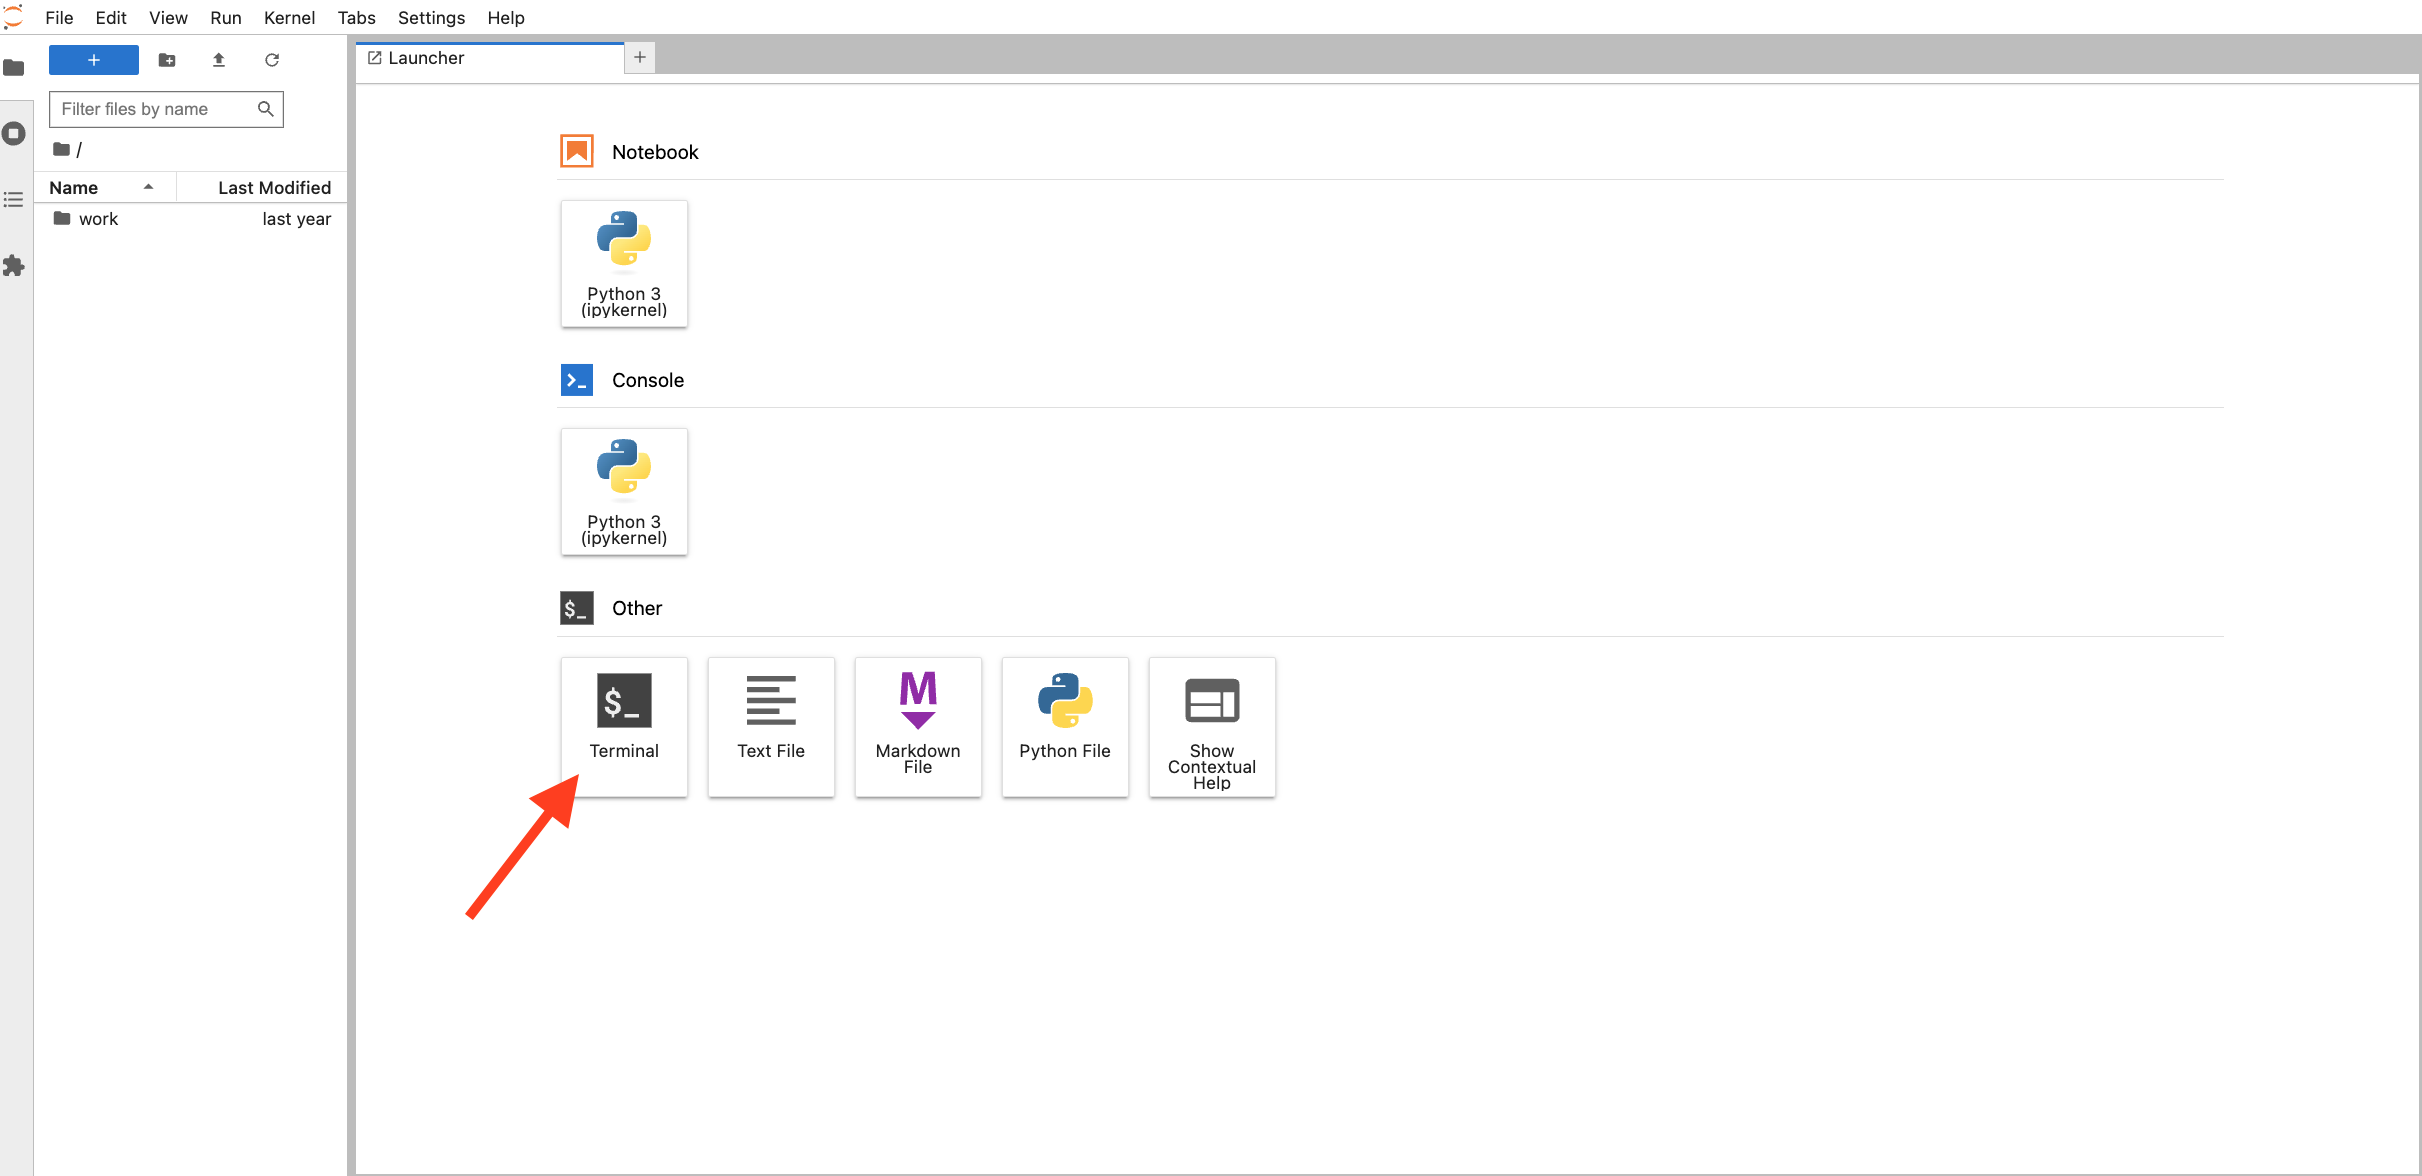 File Edit View Run Kernel Tabs Settings Help
+
Filter files by name
/
Name Last Modified
work last year
Launcher +
Notebook
Python 3
(ipykernel)
Console
>_
Python 3
(ipykernel)
$_ Other
$_
Terminal
Text File
M
Markdown
File
Python File
Show
Contextual
Help